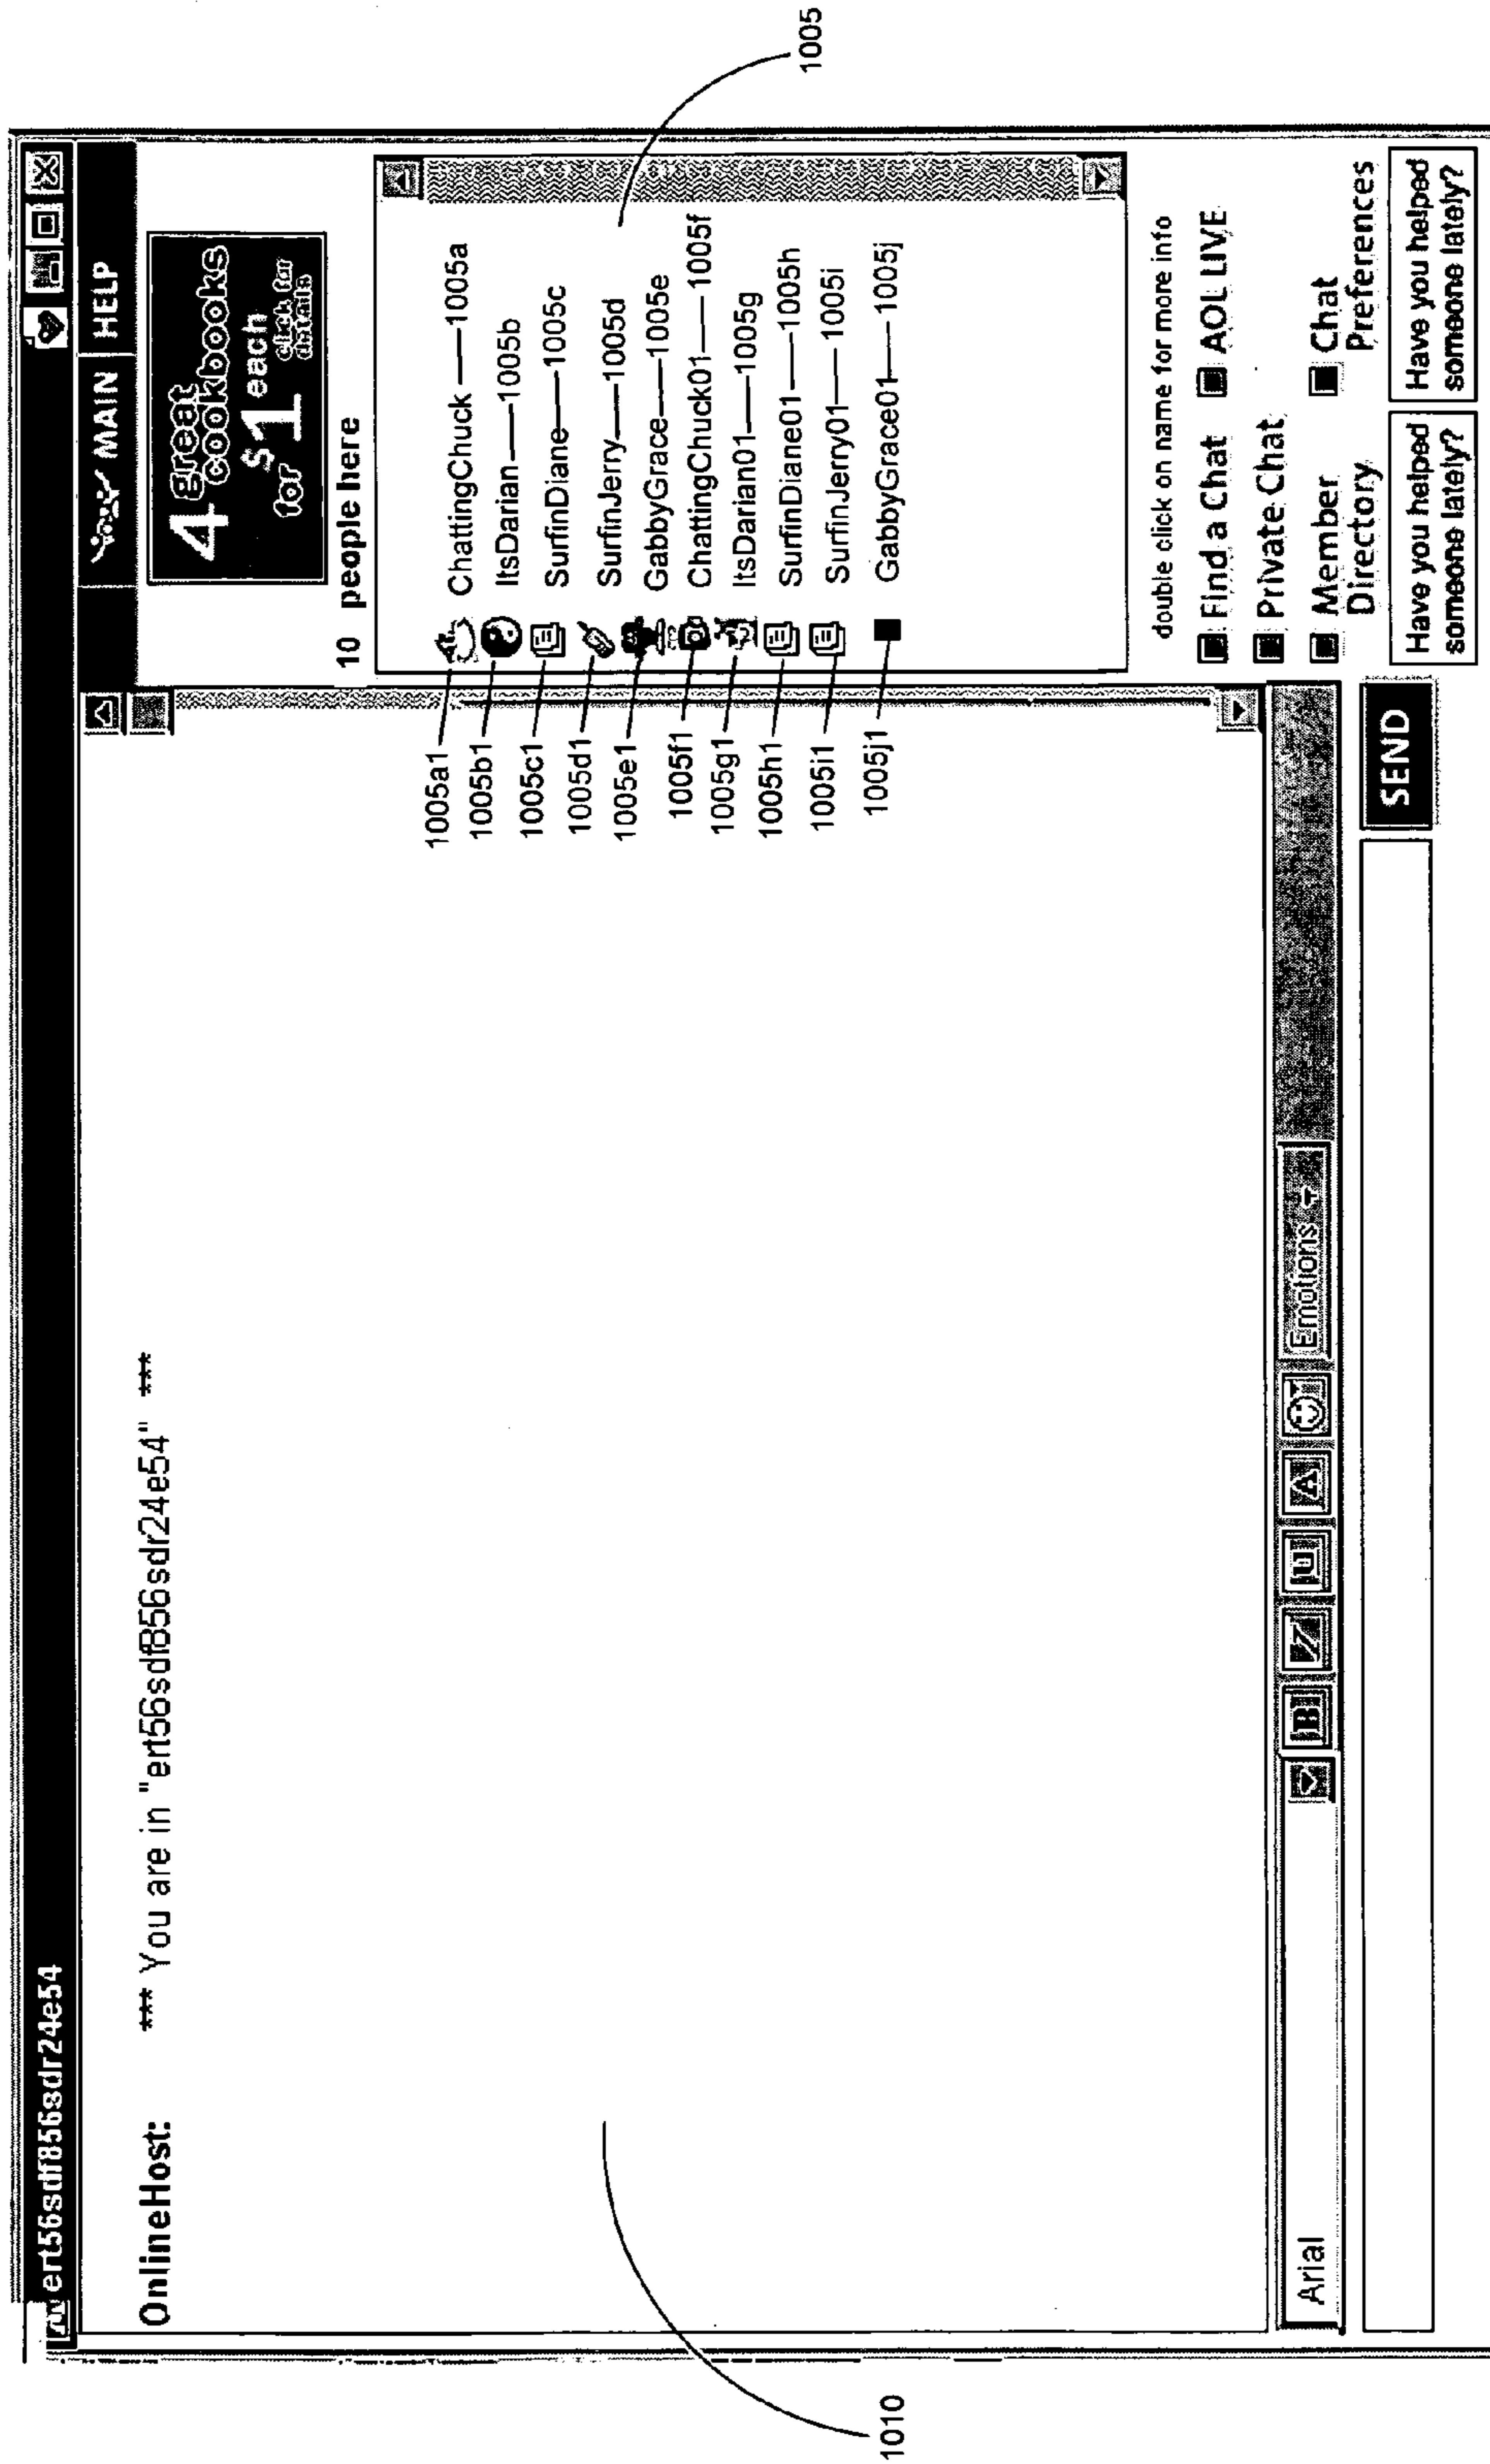 ert56sdf856sdr24e54
MAIN HELP
OnlineHost: *** You are in "ert56sdf856sdr24e54" ***
4 great
cookbooks
for $1 each
click for
details
10 people here
1005a1 ChattingChuck 1005a
1005b1 ItsDarian 1005b
1005c1 SurfinDiane 1005c
1005d1 SurfinJerry 1005d
1005e1 GabbyGrace 1005e
1005f1 ChattingChuck01 1005f
1005g1 ItsDarian01 1005g
1005h1 SurfinDiane01 1005h
1005i1 SurfinJerry01 1005i
1005j1 GabbyGrace01 1005j
1005
1010
double click on name for more info
Find a Chat AOL LIVE
Private Chat
Member Directory
Chat Preferences
Arial B I U A Emotions
SEND
Have you helped
someone lately?
Have you helped
someone lately?